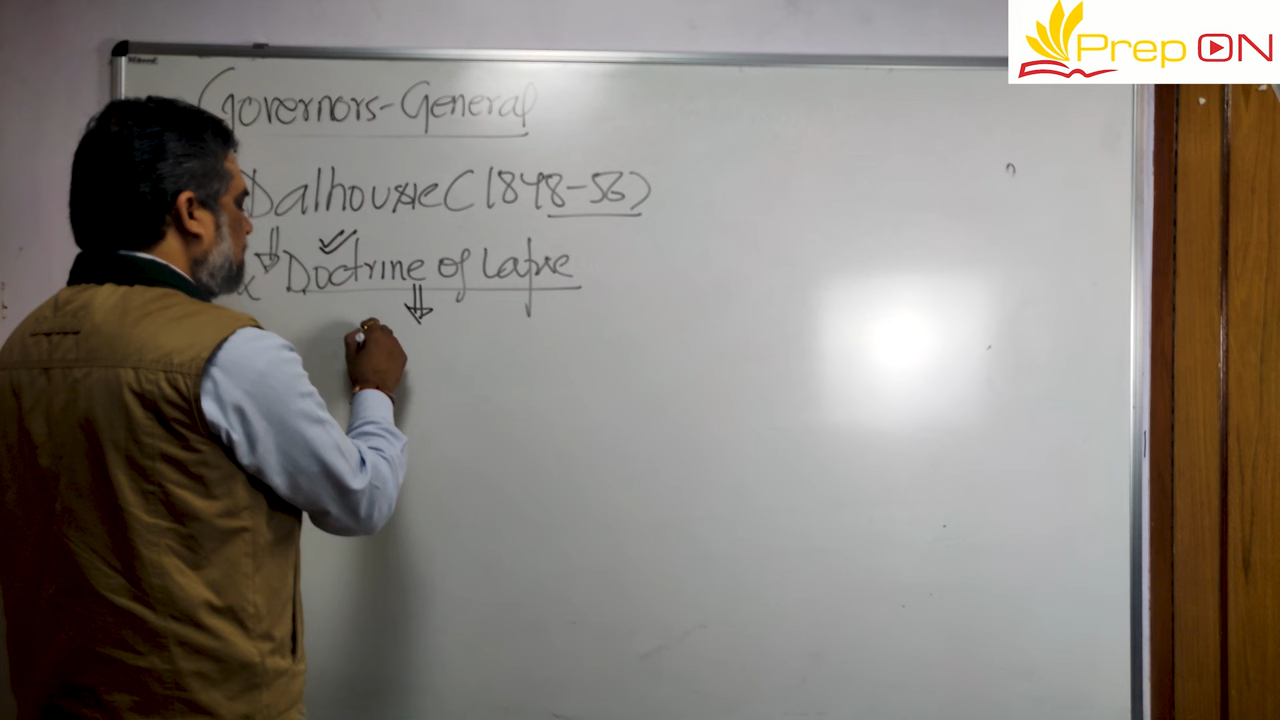 Prep ON
Governors-General
Dalhousie (1848-56)
Doctrine of Lapse